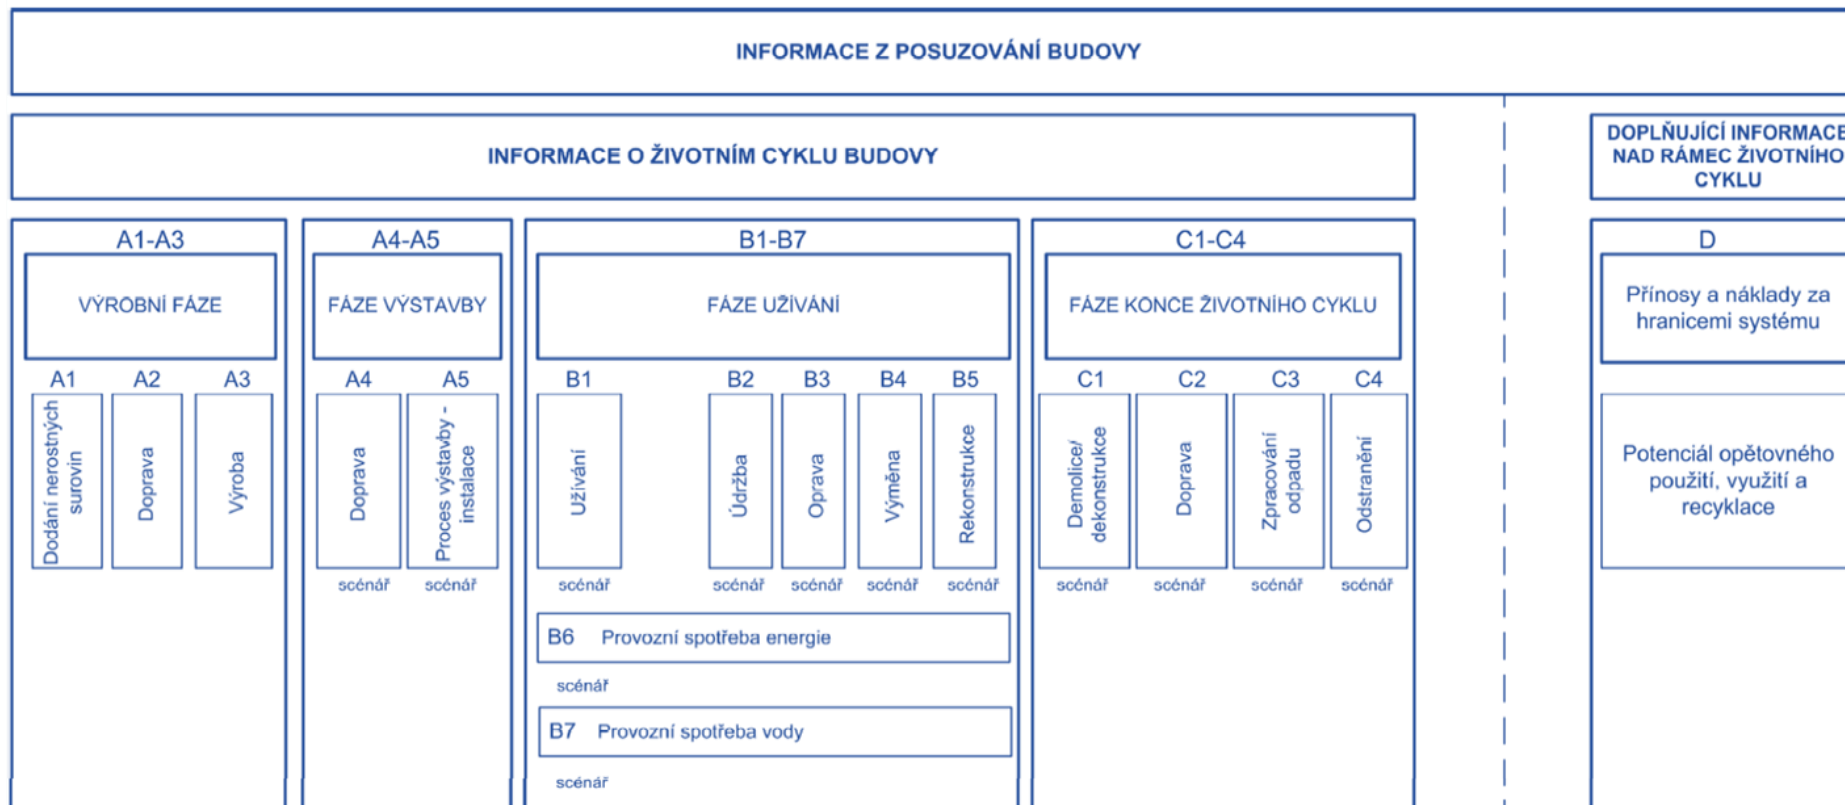 INFORMACE Z POSUZOVÁNÍ BUDOVY
INFORMACE O ŽIVOTNÍM CYKLU BUDOVY
DOPLŇUJÍCÍ INFORMACE
NAD RÁMEC ŽIVOTNÍHO
CYKLU
A1-A3
VÝROBNÍ FÁZE
A1
Dodání nerostných
surovin
A2
Doprava
A3
Výroba
A4-A5
FÁZE VÝSTAVBY
A4
Doprava
scénář
A5
Proces výstavby -
instalace
scénář
B1-B7
FÁZE UŽÍVÁNÍ
B1
Užívání
scénář
B2
Údržba
scénář
B3
Oprava
scénář
B4
Výměna
scénář
B5
Rekonstrukce
scénář
B6 Provozní spotřeba energie
scénář
B7 Provozní spotřeba vody
scénář
C1-C4
FÁZE KONCE ŽIVOTNÍHO CYKLU
C1
Demolice/
dekonstrukce
scénář
C2
Doprava
scénář
C3
Zpracování
odpadu
scénář
C4
Odstranění
scénář
D
Přínosy a náklady za
hranicemi systému
Potenciál opětovného
použití, využití a
recyklace